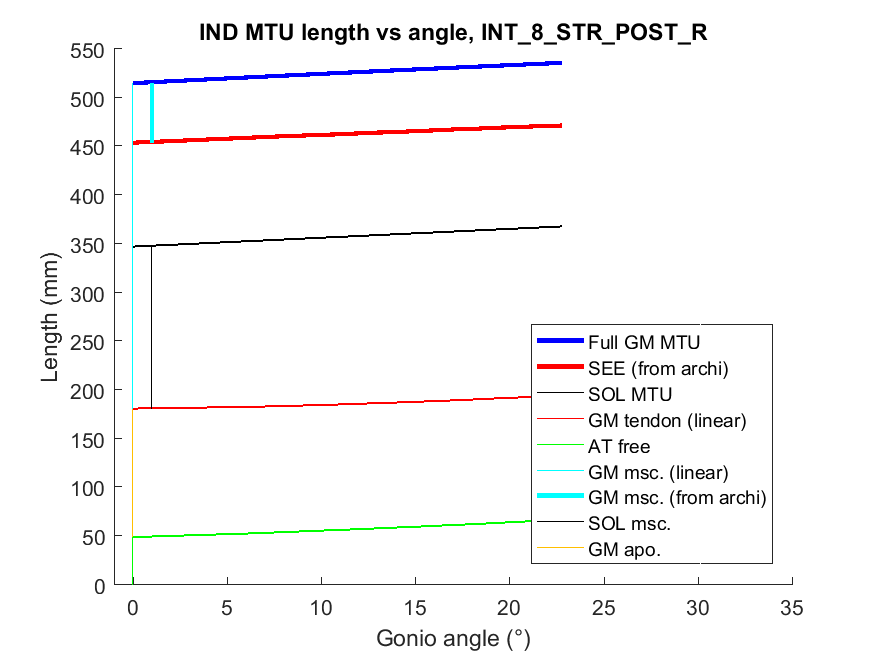 IND MTU length vs angle, INT_8_STR_POST_R
550
500
450
400
350
300
250
200
150
100
50
0
Length (mm)
0 5 10 15 20 25 30 35
Gonio angle (°)
Full GM MTU
SEE (from archi)
SOL MTU
GM tendon (linear)
AT free
GM msc. (linear)
GM msc. (from archi)
SOL msc.
GM apo.